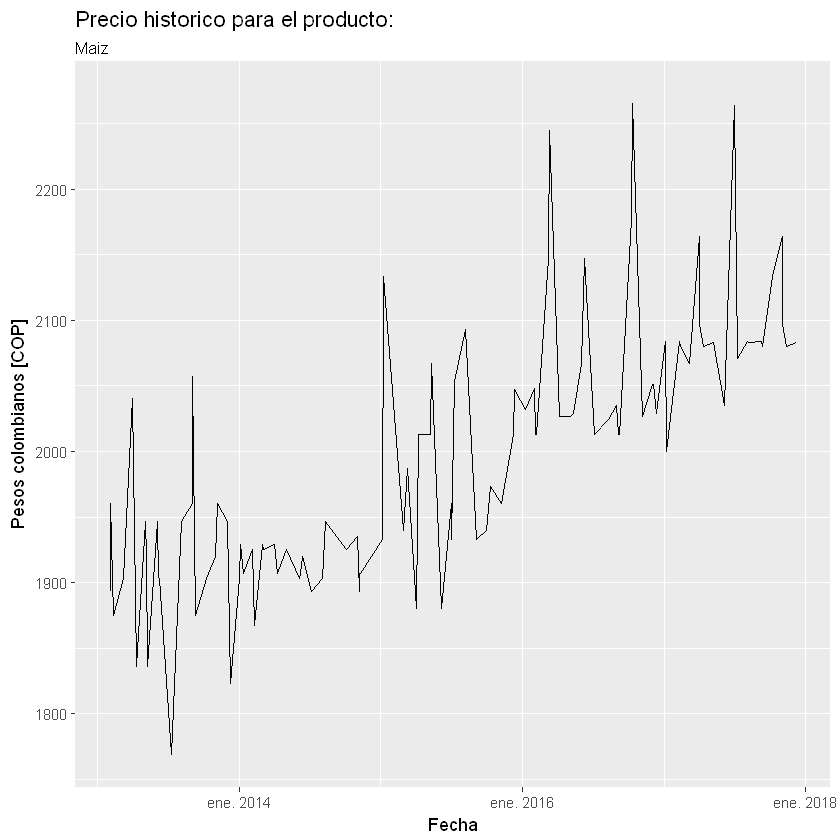 Precio historico para el producto:
Maiz
Pesos colombianos [COP]
2200
2100
2000
1900
1800
ene. 2014
ene. 2016
ene. 2018
Fecha